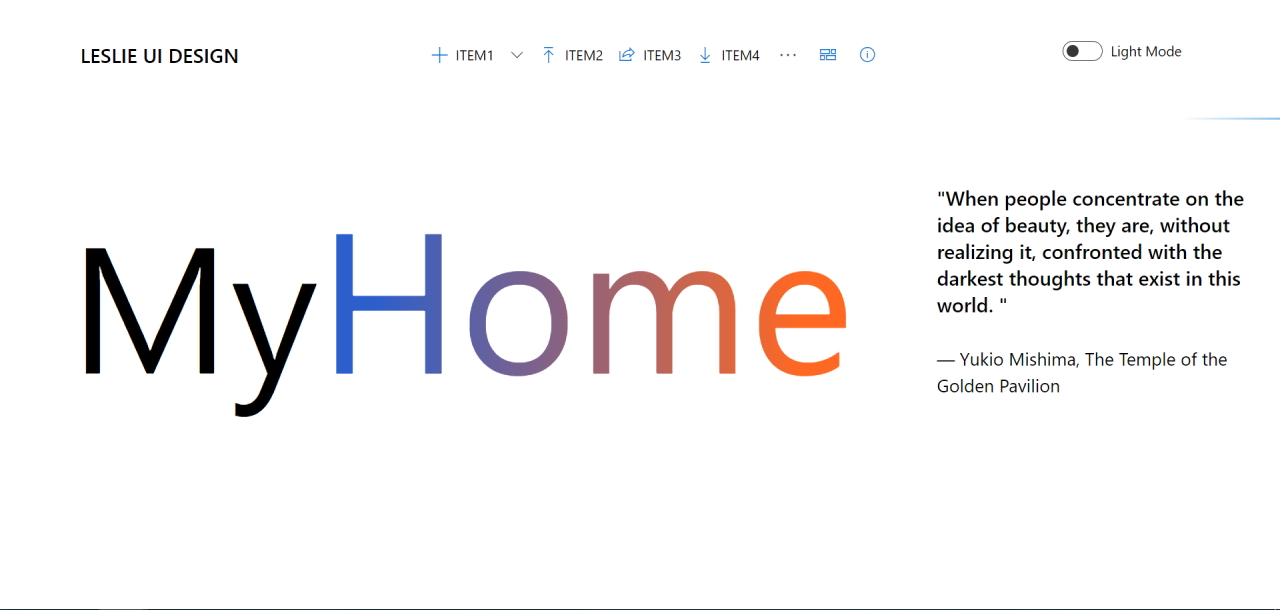 LESLIE UI DESIGN
ITEM1 ITEM2 ITEM3 ITEM4 ...
Light Mode
MyHome
"When people concentrate on the
idea of beauty, they are, without
realizing it, confronted with the
darkest thoughts that exist in this
world. "
— Yukio Mishima, The Temple of the
Golden Pavilion